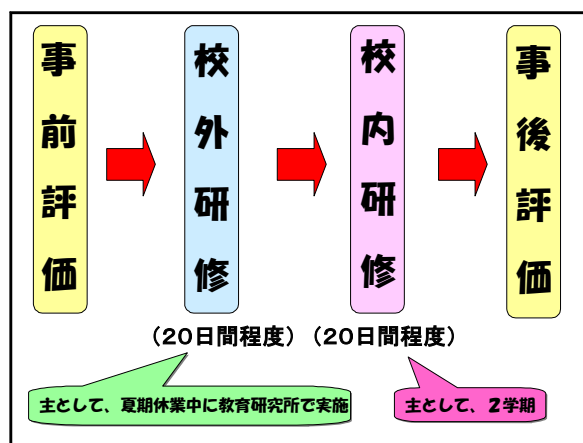 事前評価
校外研修
校内研修
事後評価
（20日間程度）（20日間程度）
主として、夏期休業中に教育研究所で実施
主として、２学期